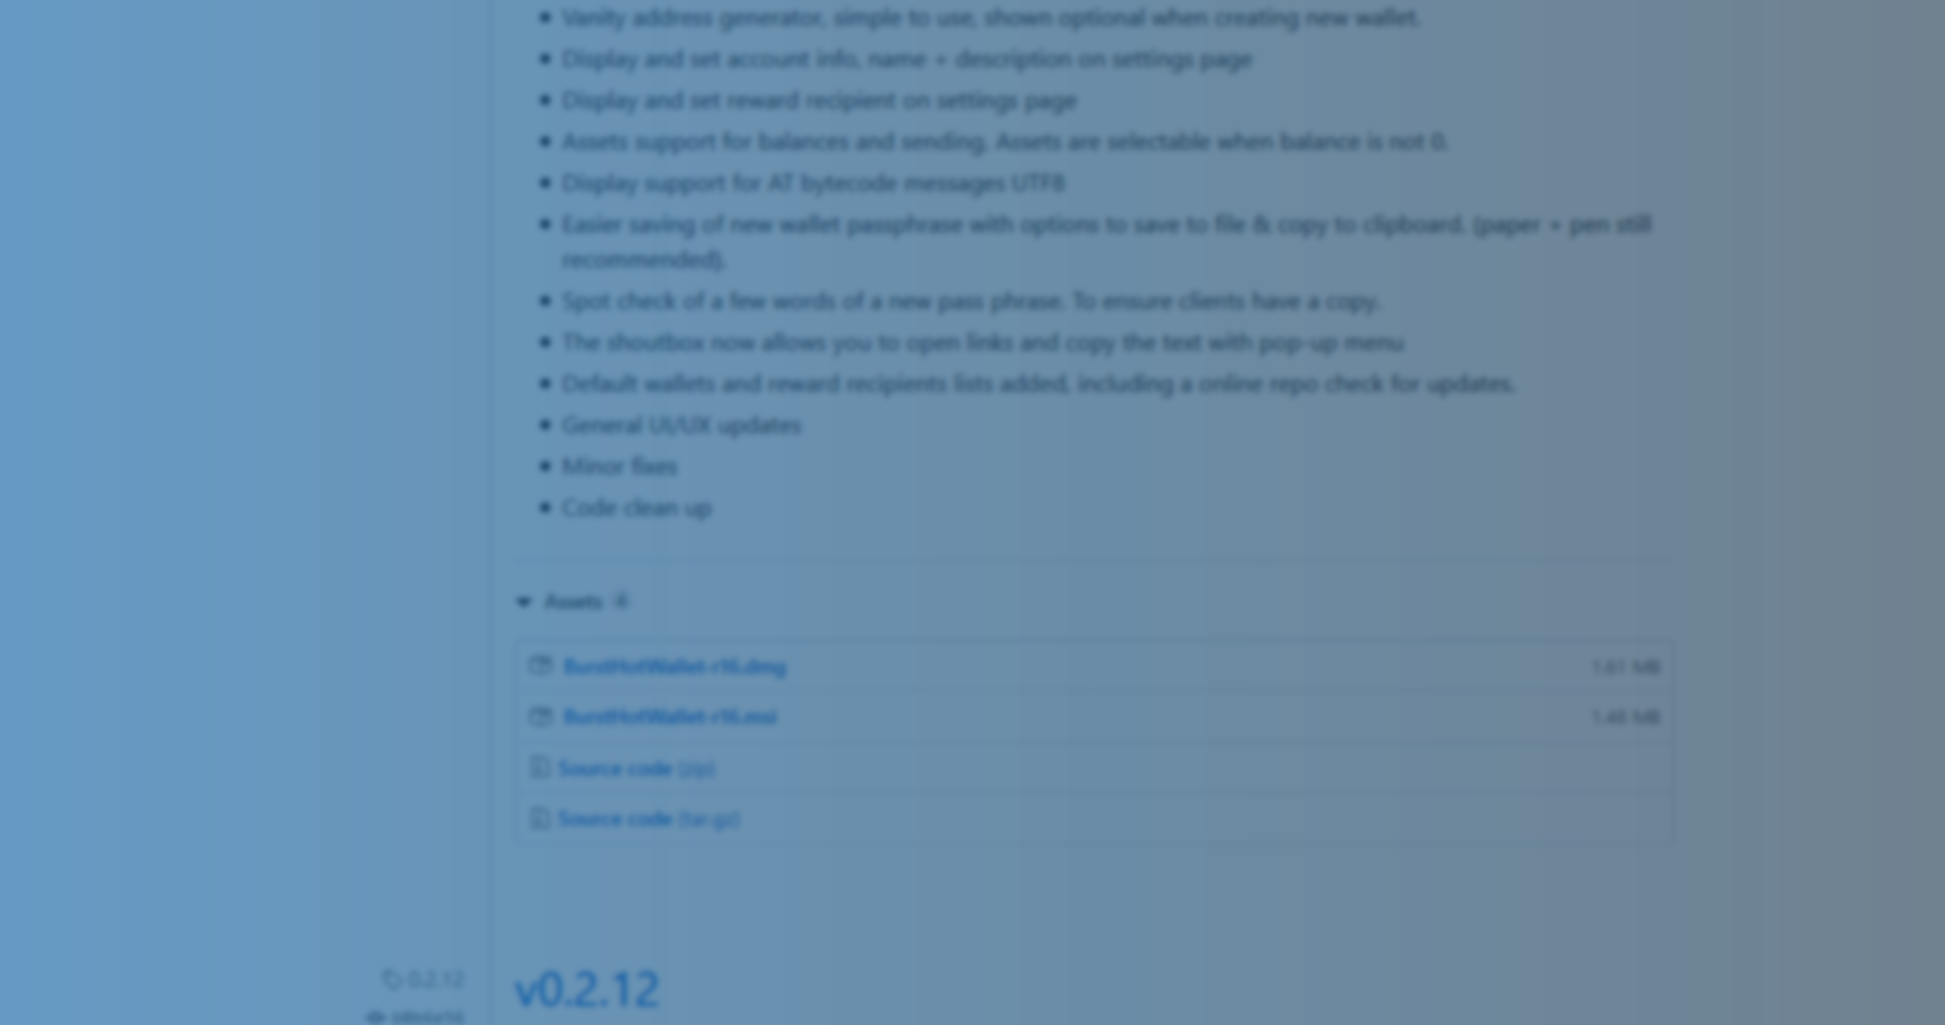 Vanity address generator, simple to use, shown optional when creating new wallet.
Display and set account info, name + description on settings page
Display and set reward recipient on settings page
Assets support for balances and sending. Assets are selectable when balance is not 0.
Display support for AT bytecode messages UTF8
Easier saving of new wallet passphrase with options to save to file & copy to clipboard. (paper + pen still
recommended).
Spot check of a few words of a new pass phrase. To ensure clients have a copy.
The shoutbox now allows you to open links and copy the text with pop-up menu
Default wallets and reward recipients lists added, including a online repo check for updates.
General UI/UX updates
Minor fixes
Code clean up
Assets 4
BurstHotWallet-r16.dmg 1.61 MB
BurstHotWallet-r16.msi 1.48 MB
Source code (zip)
Source code (tar.gz)
0.2.12
v0.2.12